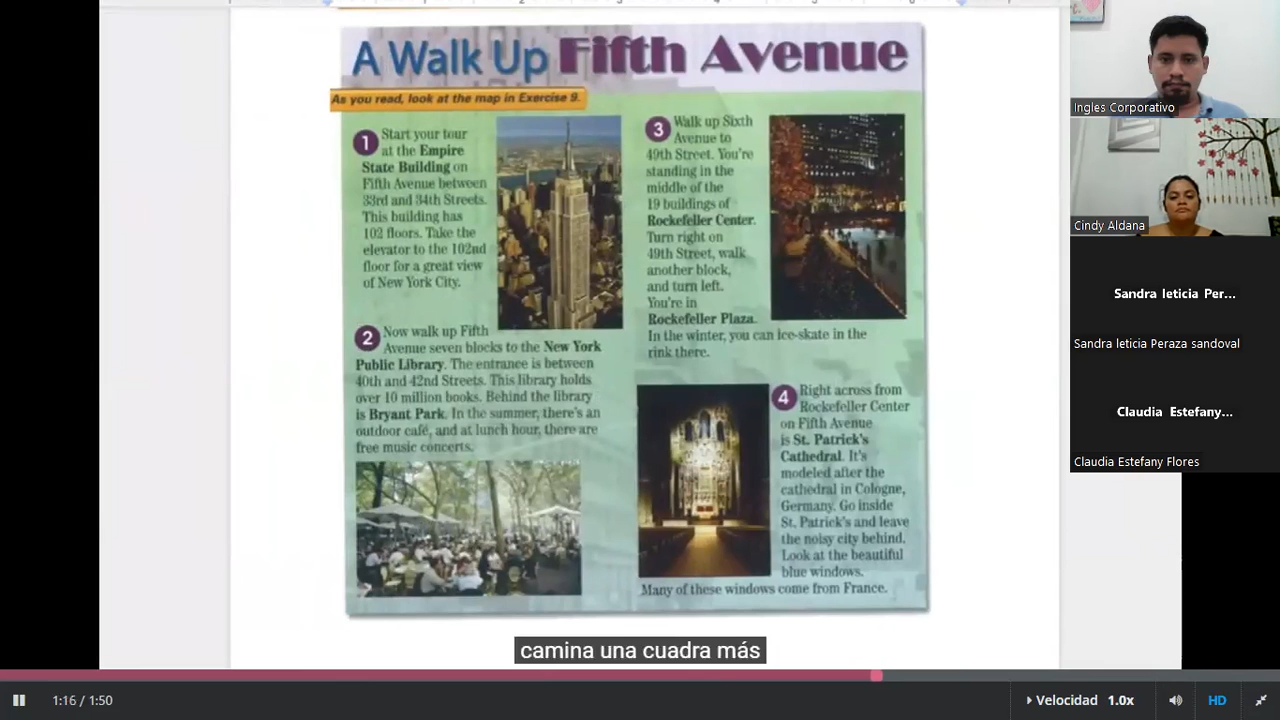 A Walk Up Fifth Avenue
As you read, look at the map in Exercise 9.
1 Start your tour
at the Empire
State Building on
Fifth Avenue between
33rd and 34th Streets.
This building has
102 floors. Take the
elevator to the 102nd
floor for a great view
of New York City.
2 Now walk up Fifth
Avenue seven blocks to the New York
Public Library. The entrance is between
40th and 42nd Streets. This library holds
over 10 million books. Behind the library
is Bryant Park. In the summer, there's an
outdoor café, and at lunch hour, there are
free music concerts.
3 Walk up Sixth
Avenue to
49th Street. You're
standing in the
middle of the
19 buildings of
Rockefeller Center.
Turn right on
49th Street, walk
another block,
and turn left.
You're in
Rockefeller Plaza.
In the winter, you can ice-skate in the
rink there.
4 Right across from
Rockefeller Center
on Fifth Avenue
is St. Patrick's
Cathedral. It's
modeled after the
cathedral in Cologne,
Germany. Go inside
St. Patrick's and leave
the noisy city behind.
Look at the beautiful
blue windows.
Many of these windows come from France.
camina una cuadra más
Ingles Corporativo
Cindy Aldana
Sandra leticia Per...
Sandra leticia Peraza sandoval
Claudia Estefany...
Claudia Estefany Flores
1:16 / 1:50
Velocidad 1.0x
HD